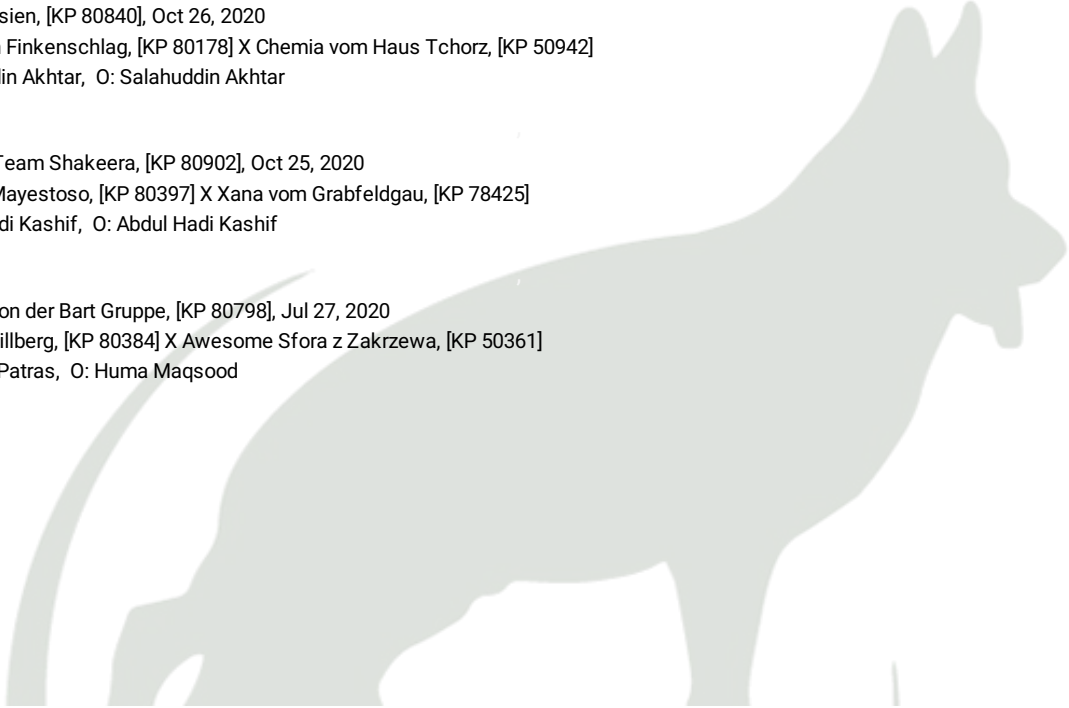 sien, [KP 80840], Oct 26, 2020
Finkenschlag, [KP 80178] X Chemia vom Haus Tchorz, [KP 50942]
in Akhtar, O: Salahuddin Akhtar
Team Shakeera, [KP 80902], Oct 25, 2020
Mayestoso, [KP 80397] X Xana vom Grabfeldgau, [KP 78425]
di Kashif, O: Abdul Hadi Kashif
on der Bart Gruppe, [KP 80798], Jul 27, 2020
illberg, [KP 80384] X Awesome Sfora z Zakrzewa, [KP 50361]
Patras, O: Huma Maqsood